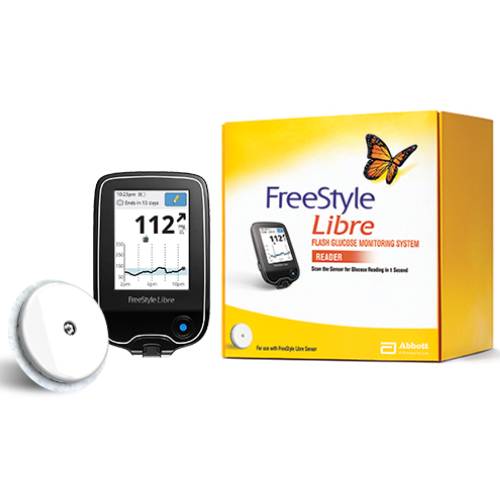 10:23pm
Ends in 13 days
112
mg
dL
350
2pm
6pm
10pm
FreeStyle Libre
FreeStyle
Libre
FLASH GLUCOSE MONITORING SYSTEM
READER
Scan the Sensor for Glucose Reading in 1 Second
112
For use with FreeStyle Libre Sensor
Abbott